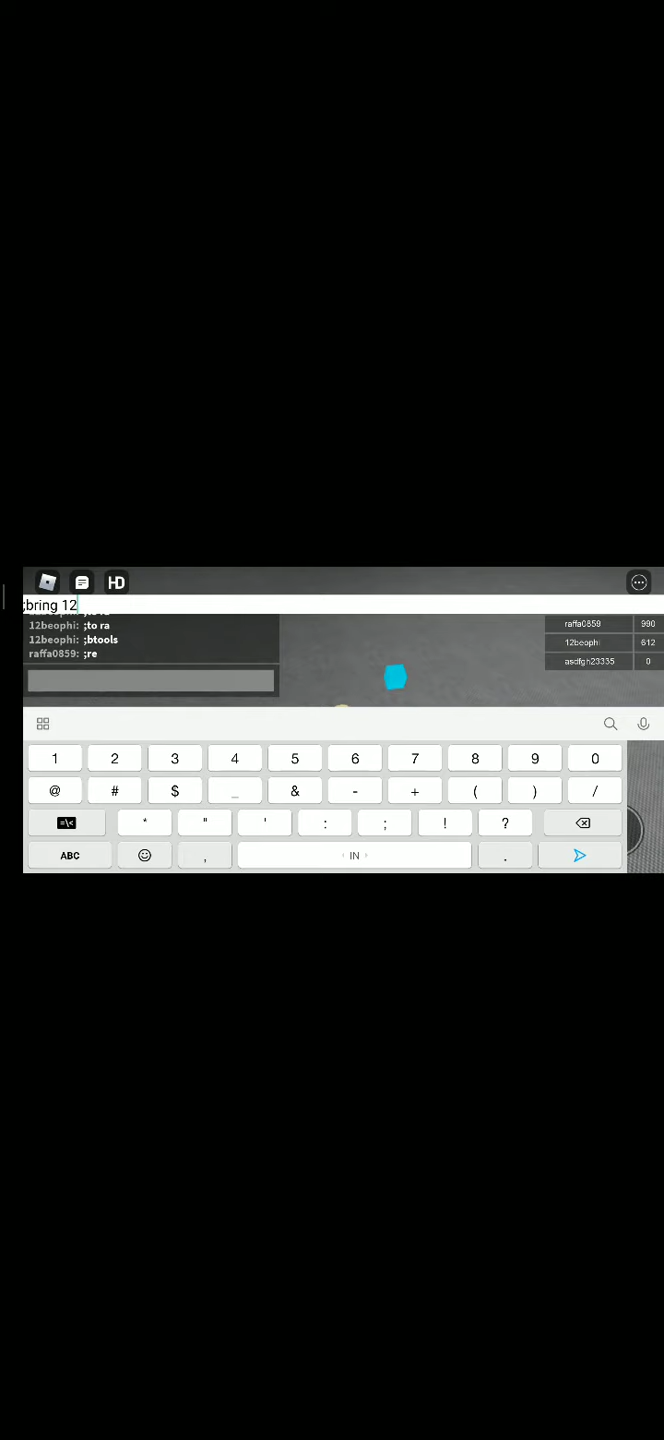 HD
;bring 12
12beophi: ;to ra
12beophi: ;btools
raffa0859: ;re
raffa0859 990
12beophi 612
asdfgh23335 0
1 2 3 4 5 6 7 8 9 0
@ # $ _ & - + ( ) /
=\< * " ' : ; ! ?
ABC , IN .